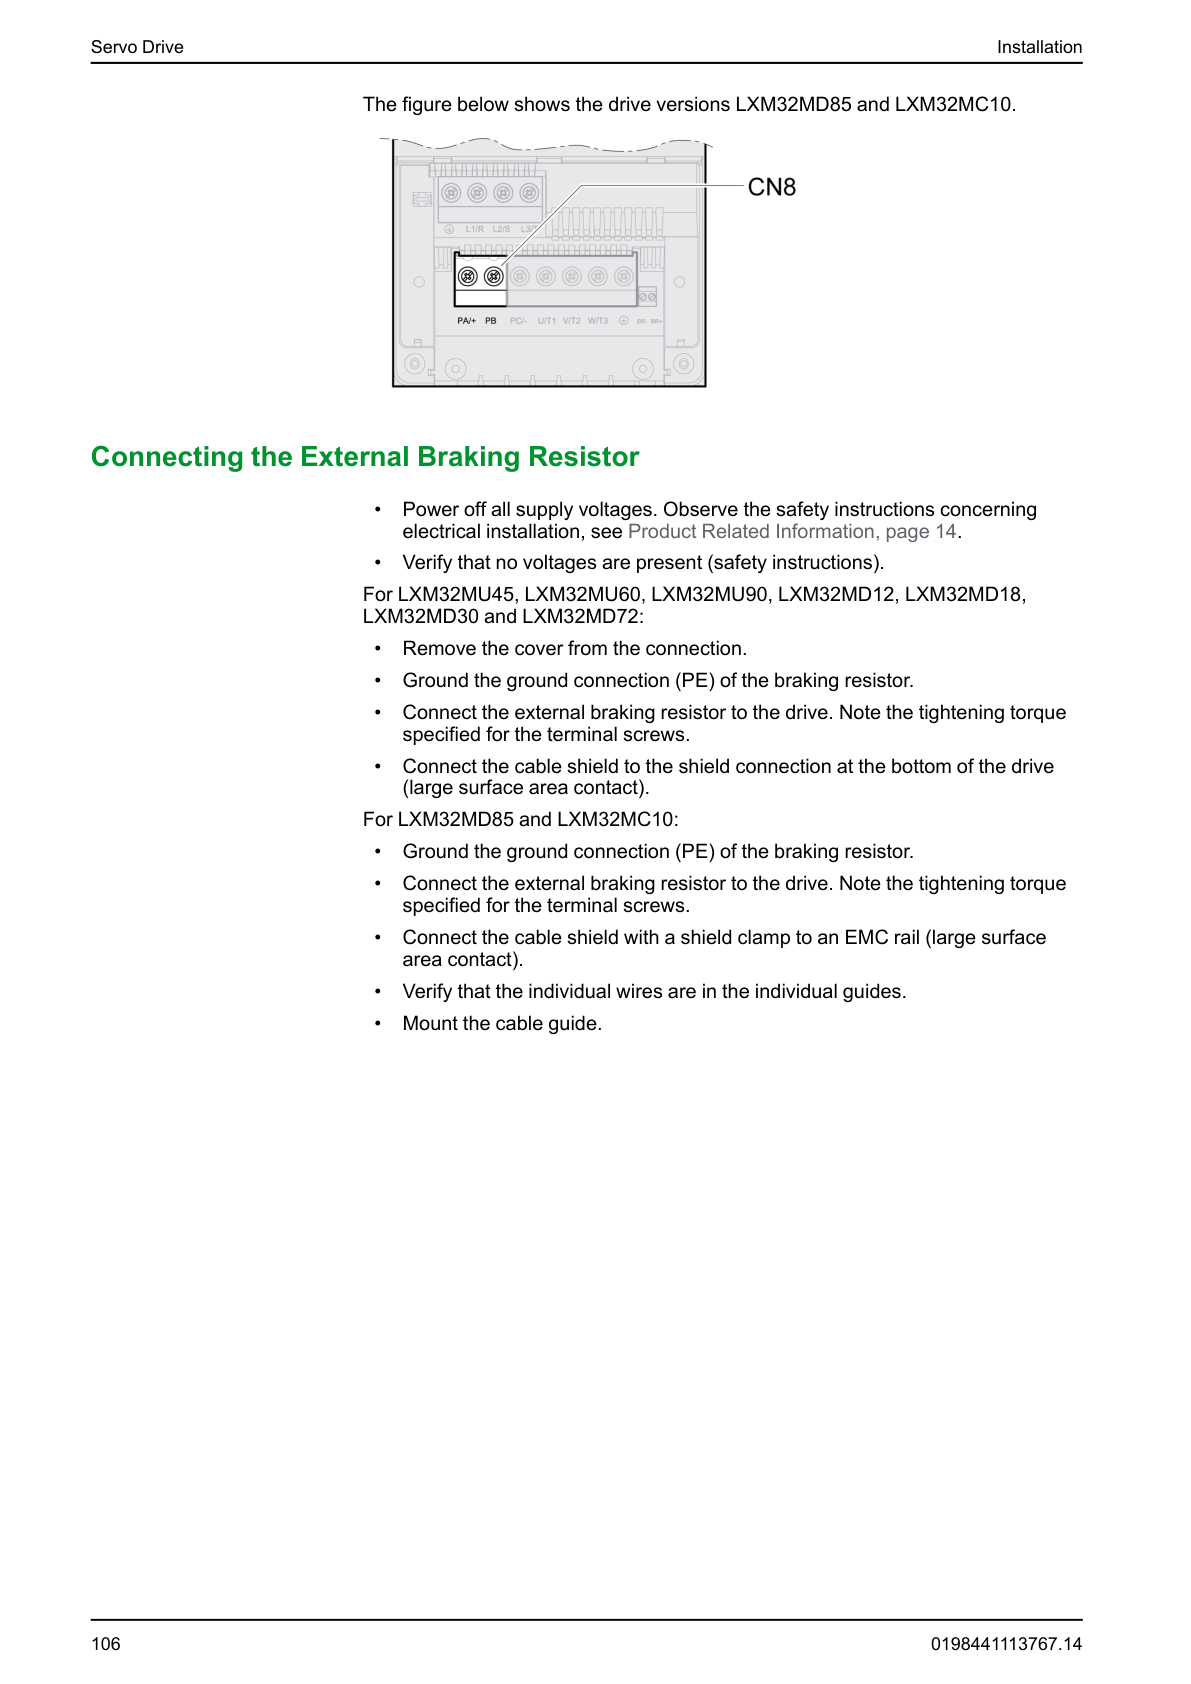 Servo Drive Installation
The figure below shows the drive versions LXM32MD85 and LXM32MC10.
CN8
L1/R L2/S
PA/+ PB PC/- U/T1 V/T2 W/T3 BR- BR+
Connecting the External Braking Resistor
• Power off all supply voltages. Observe the safety instructions concerning
electrical installation, see Product Related Information, page 14.
• Verify that no voltages are present (safety instructions).
For LXM32MU45, LXM32MU60, LXM32MU90, LXM32MD12, LXM32MD18,
LXM32MD30 and LXM32MD72:
• Remove the cover from the connection.
• Ground the ground connection (PE) of the braking resistor.
• Connect the external braking resistor to the drive. Note the tightening torque
specified for the terminal screws.
• Connect the cable shield to the shield connection at the bottom of the drive
(large surface area contact).
For LXM32MD85 and LXM32MC10:
• Ground the ground connection (PE) of the braking resistor.
• Connect the external braking resistor to the drive. Note the tightening torque
specified for the terminal screws.
• Connect the cable shield with a shield clamp to an EMC rail (large surface
area contact).
• Verify that the individual wires are in the individual guides.
• Mount the cable guide.
106 0198441113767.14